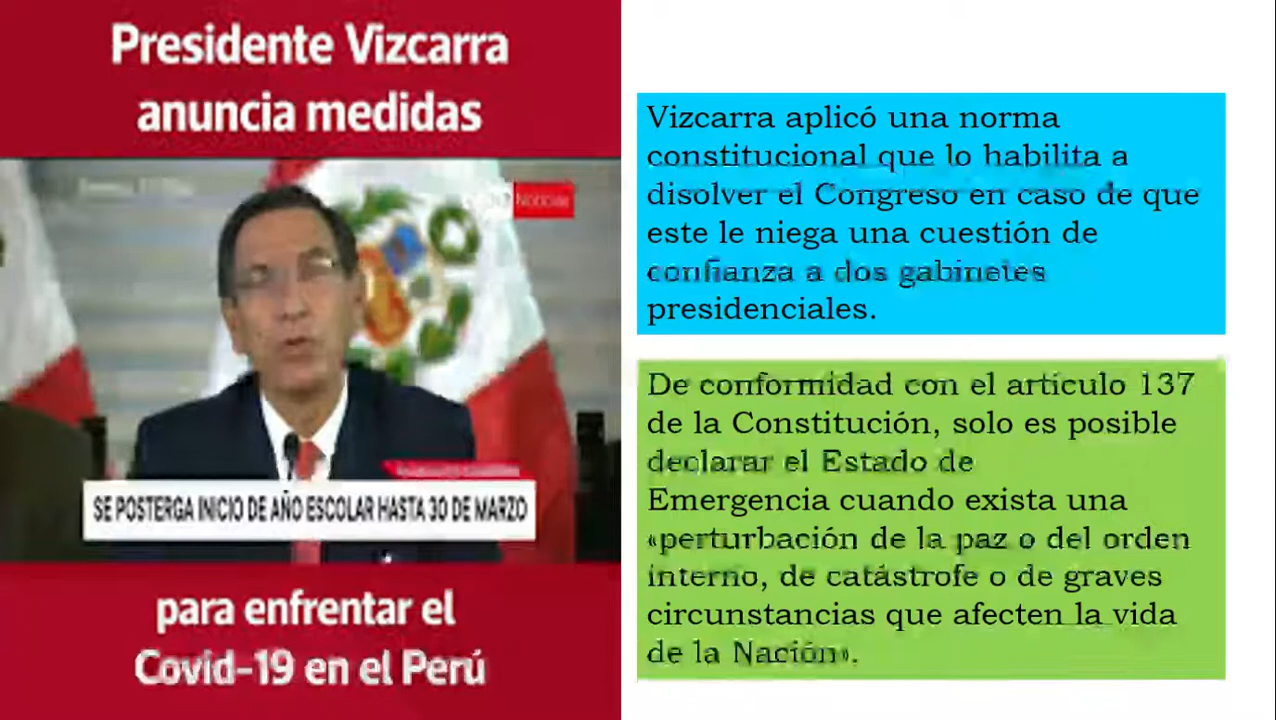 Presidente Vizcarra
anuncia medidas
Noticias
SE POSTERGA INICIO DE AÑO ESCOLAR HASTA 30 DE MARZO
para enfrentar el
Covid-19 en el Perú
Vizcarra aplicó una norma
constitucional que lo habilita a
disolver el Congreso en caso de que
este le niega una cuestión de
confianza a dos gabinetes
presidenciales.
De conformidad con el artículo 137
de la Constitución, solo es posible
declarar el Estado de
Emergencia cuando exista una
«perturbación de la paz o del orden
interno, de catástrofe o de graves
circunstancias que afecten la vida
de la Nación».